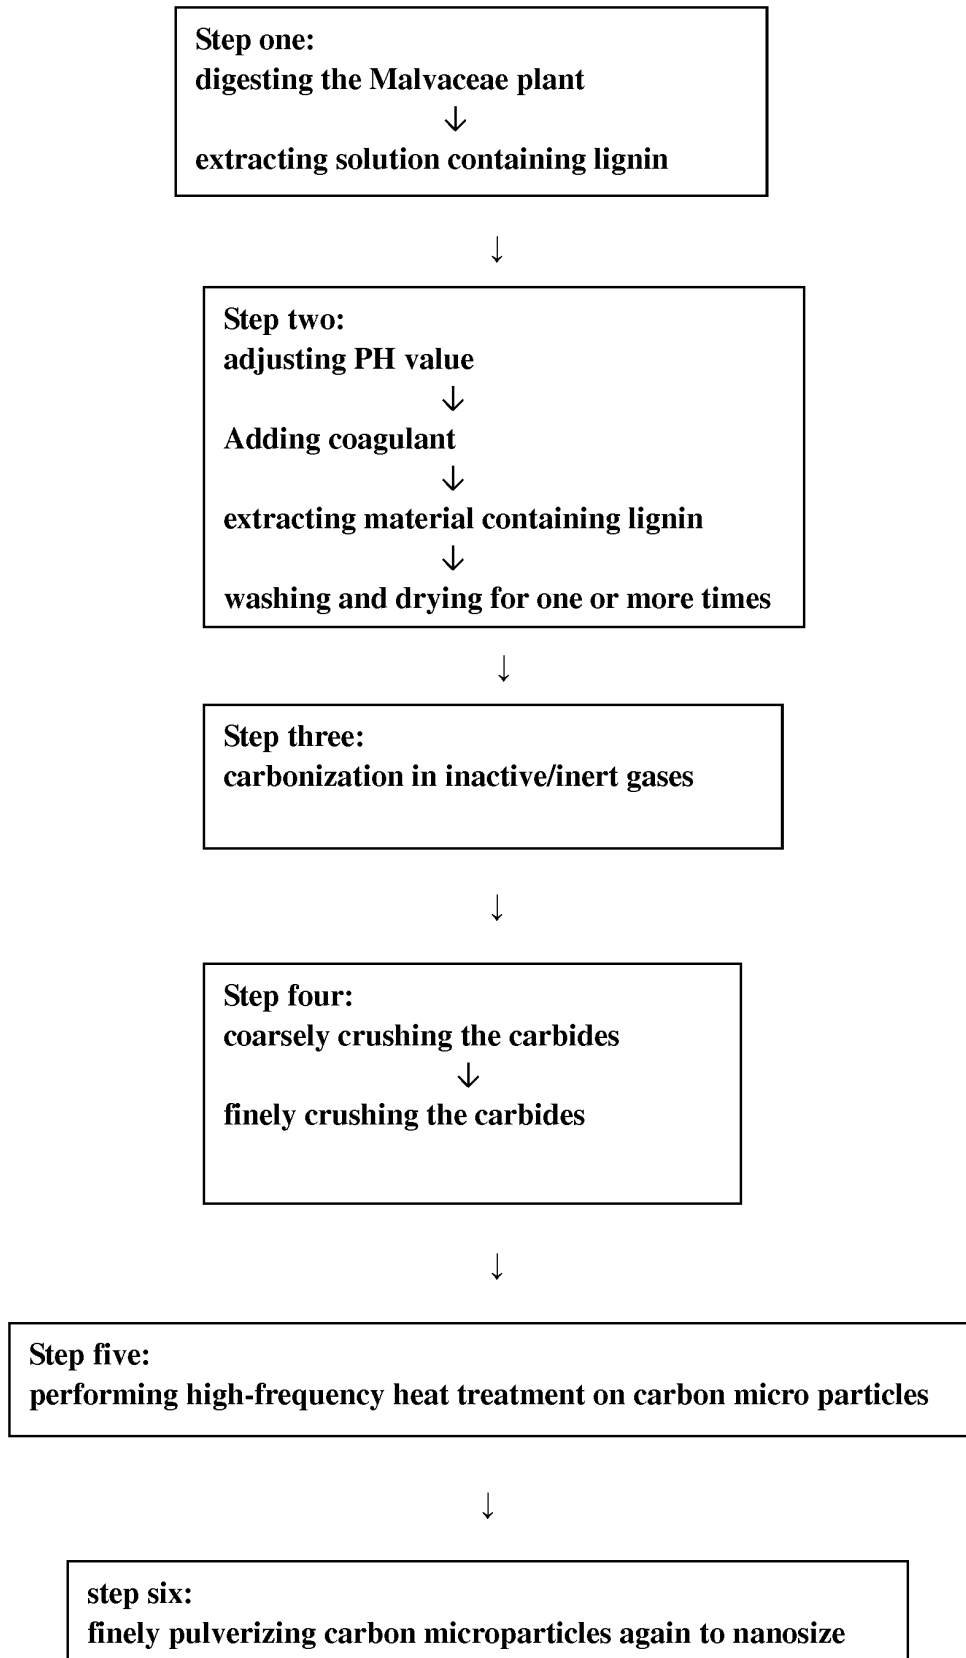 Step one:
digesting the Malvaceae plant
↓
extracting solution containing lignin
↓
Step two:
adjusting PH value
↓
Adding coagulant
↓
extracting material containing lignin
↓
washing and drying for one or more times
↓
Step three:
carbonization in inactive/inert gases
↓
Step four:
coarsely crushing the carbides
↓
finely crushing the carbides
↓
Step five:
performing high-frequency heat treatment on carbon micro particles
↓
step six:
finely pulverizing carbon microparticles again to nanosize